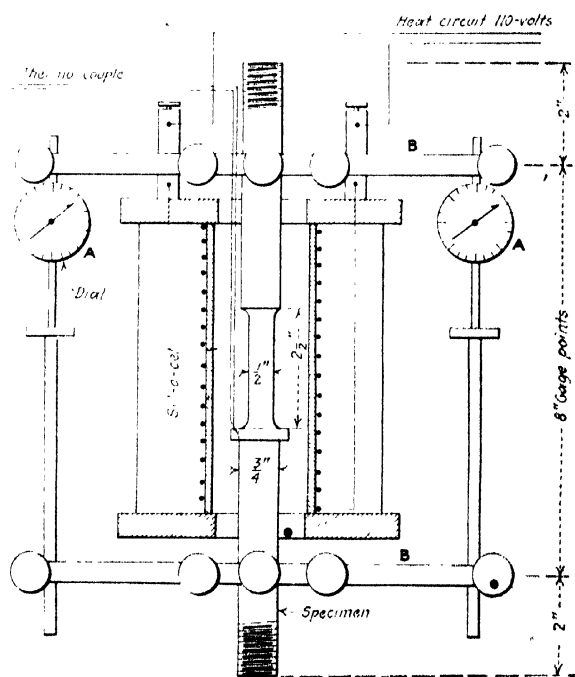 Heat circuit 110-volts
Thermo couple
2"
B
A
A
Dial
Sil-o-cel
2 1/2"
1/2"
8" Gage points
3/4"
B
Specimen
2"